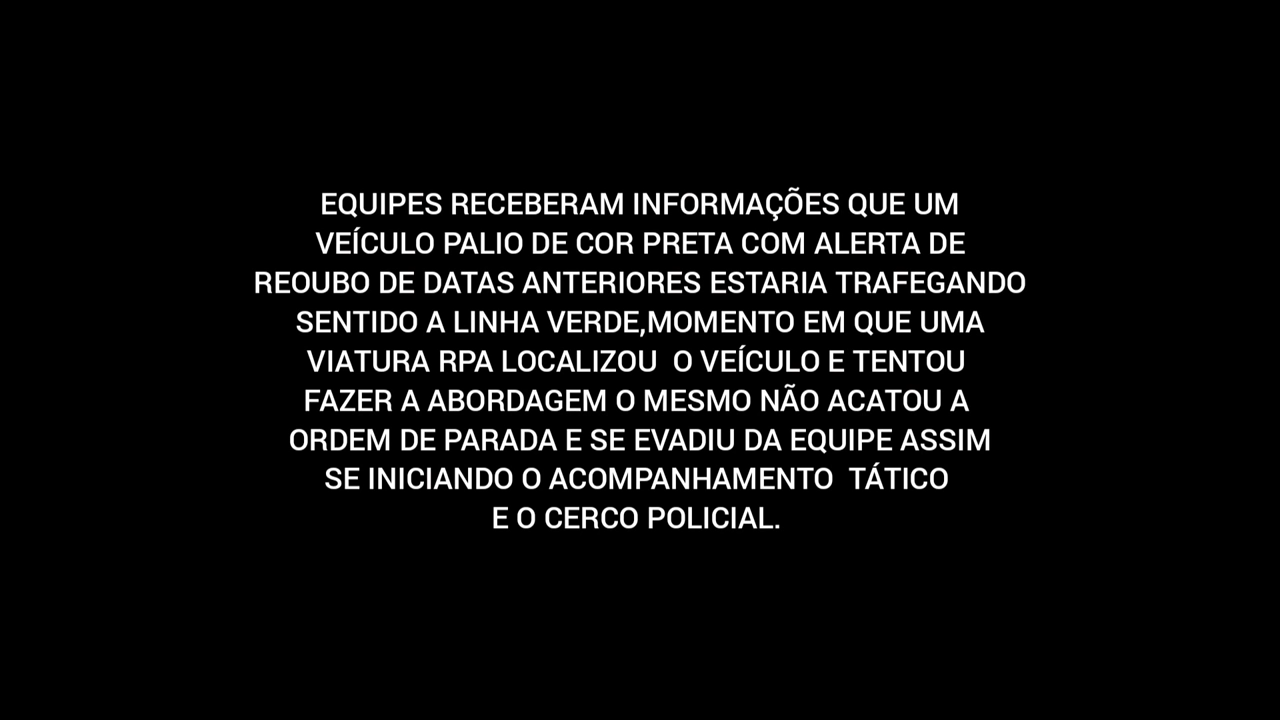 EQUIPES RECEBERAM INFORMAÇÕES QUE UM
VEÍCULO PALIO DE COR PRETA COM ALERTA DE
REOUBO DE DATAS ANTERIORES ESTARIA TRAFEGANDO
SENTIDO A LINHA VERDE,MOMENTO EM QUE UMA
VIATURA RPA LOCALIZOU  O VEÍCULO E TENTOU
FAZER A ABORDAGEM O MESMO NÃO ACATOU A
ORDEM DE PARADA E SE EVADIU DA EQUIPE ASSIM
SE INICIANDO O ACOMPANHAMENTO  TÁTICO
E O CERCO POLICIAL.